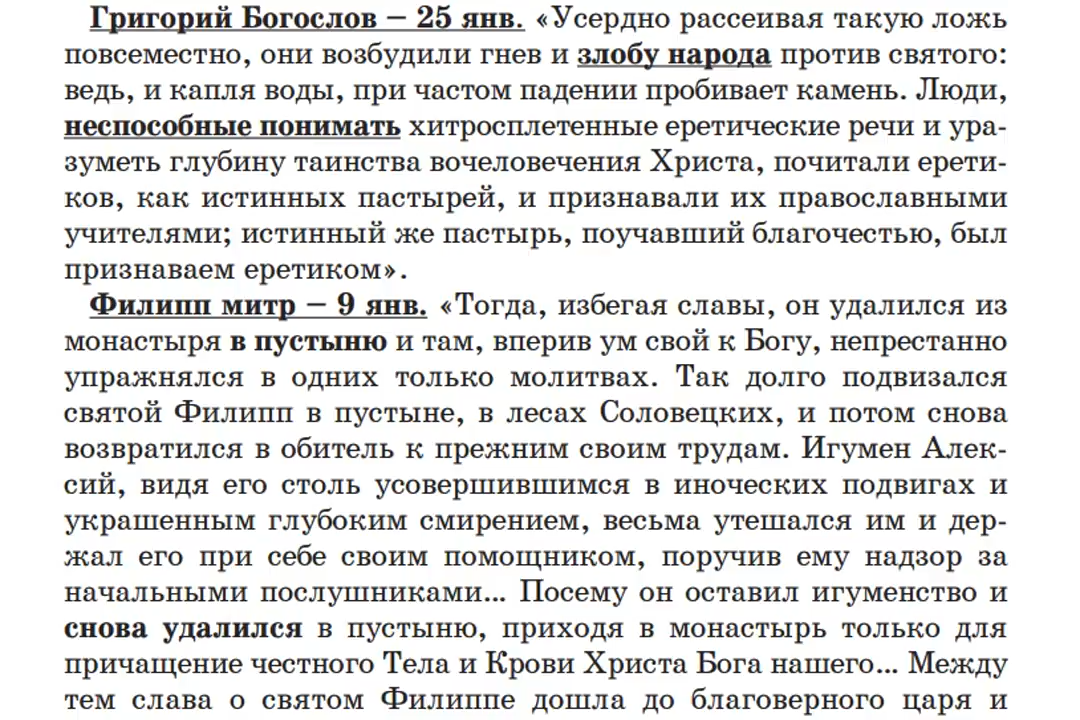 Григорий Богослов – 25 янв. «Усердно рассеивая такую ложь
повсеместно, они возбудили гнев и злобу народа против святого:
ведь, и капля воды, при частом падении пробивает камень. Люди,
неспособные понимать хитросплетенные еретические речи и ура-
зуметь глубину таинства вочеловечения Христа, почитали ерети-
ков, как истинных пастырей, и признавали их православными
учителями; истинный же пастырь, поучавший благочестью, был
признаваем еретиком».
Филипп митр – 9 янв. «Тогда, избегая славы, он удалился из
монастыря в пустыню и там, вперив ум свой к Богу, непрестанно
упражнялся в одних только молитвах. Так долго подвизался
святой Филипп в пустыне, в лесах Соловецких, и потом снова
возвратился в обитель к прежним своим трудам. Игумен Алек-
сий, видя его столь усовершившимся в иноческих подвигах и
украшенным глубоким смирением, весьма утешался им и дер-
жал его при себе своим помощником, поручив ему надзор за
начальными послушниками... Посему он оставил игуменство и
снова удалился в пустыню, приходя в монастырь только для
причащение честного Тела и Крови Христа Бога нашего... Между
тем слава о святом Филиппе дошла до благоверного царя и